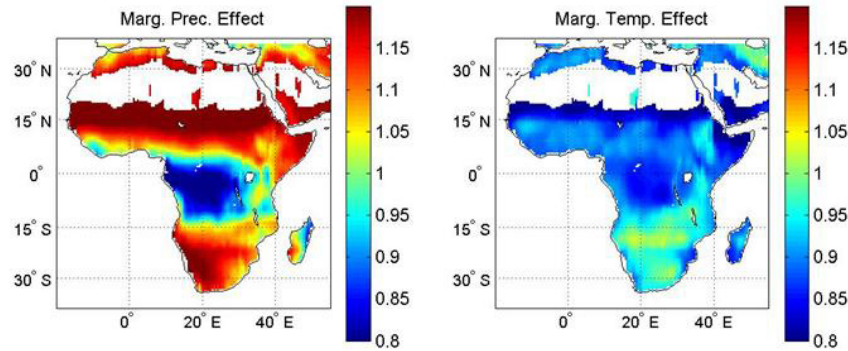 Marg. Prec. Effect
30° N
15° N
0°
15° S
30° S
0°
20° E
40° E
1.15
1.1
1.05
1
0.95
0.9
0.85
0.8
Marg. Temp. Effect
30° N
15° N
0°
15° S
30° S
0°
20° E
40° E
1.15
1.1
1.05
1
0.95
0.9
0.85
0.8